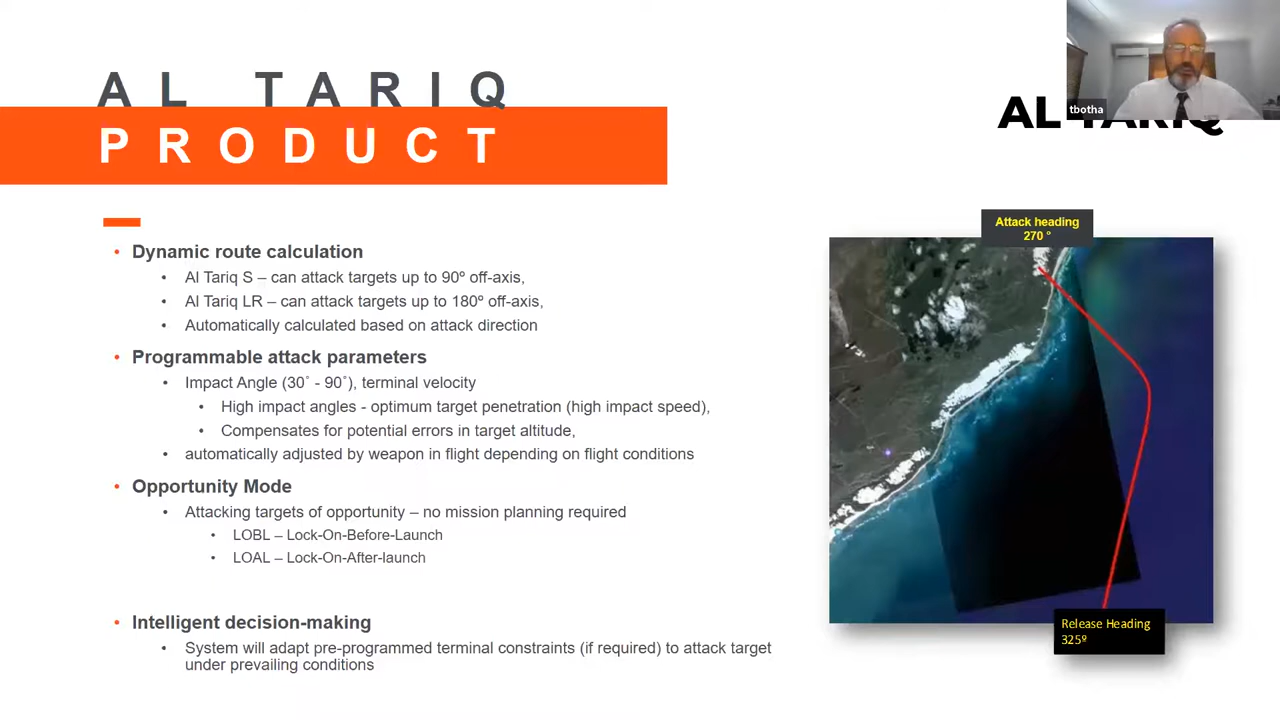 AL TARIQ
PRODUCT
tbotha
AL TARIQ
• Dynamic route calculation
• Al Tariq S – can attack targets up to 90º off-axis,
• Al Tariq LR – can attack targets up to 180º off-axis,
• Automatically calculated based on attack direction
• Programmable attack parameters
• Impact Angle (30˚ - 90˚), terminal velocity
• High impact angles - optimum target penetration (high impact speed),
• Compensates for potential errors in target altitude,
• automatically adjusted by weapon in flight depending on flight conditions
• Opportunity Mode
• Attacking targets of opportunity – no mission planning required
• LOBL – Lock-On-Before-Launch
• LOAL – Lock-On-After-launch
• Intelligent decision-making
• System will adapt pre-programmed terminal constraints (if required) to attack target
under prevailing conditions
Attack heading
270 º
Release Heading
325º